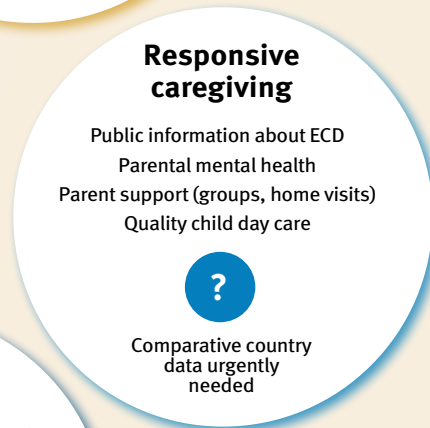 Responsive
caregiving
Public information about ECD
Parental mental health
Parent support (groups, home visits)
Quality child day care
?
Comparative country
data urgently
needed